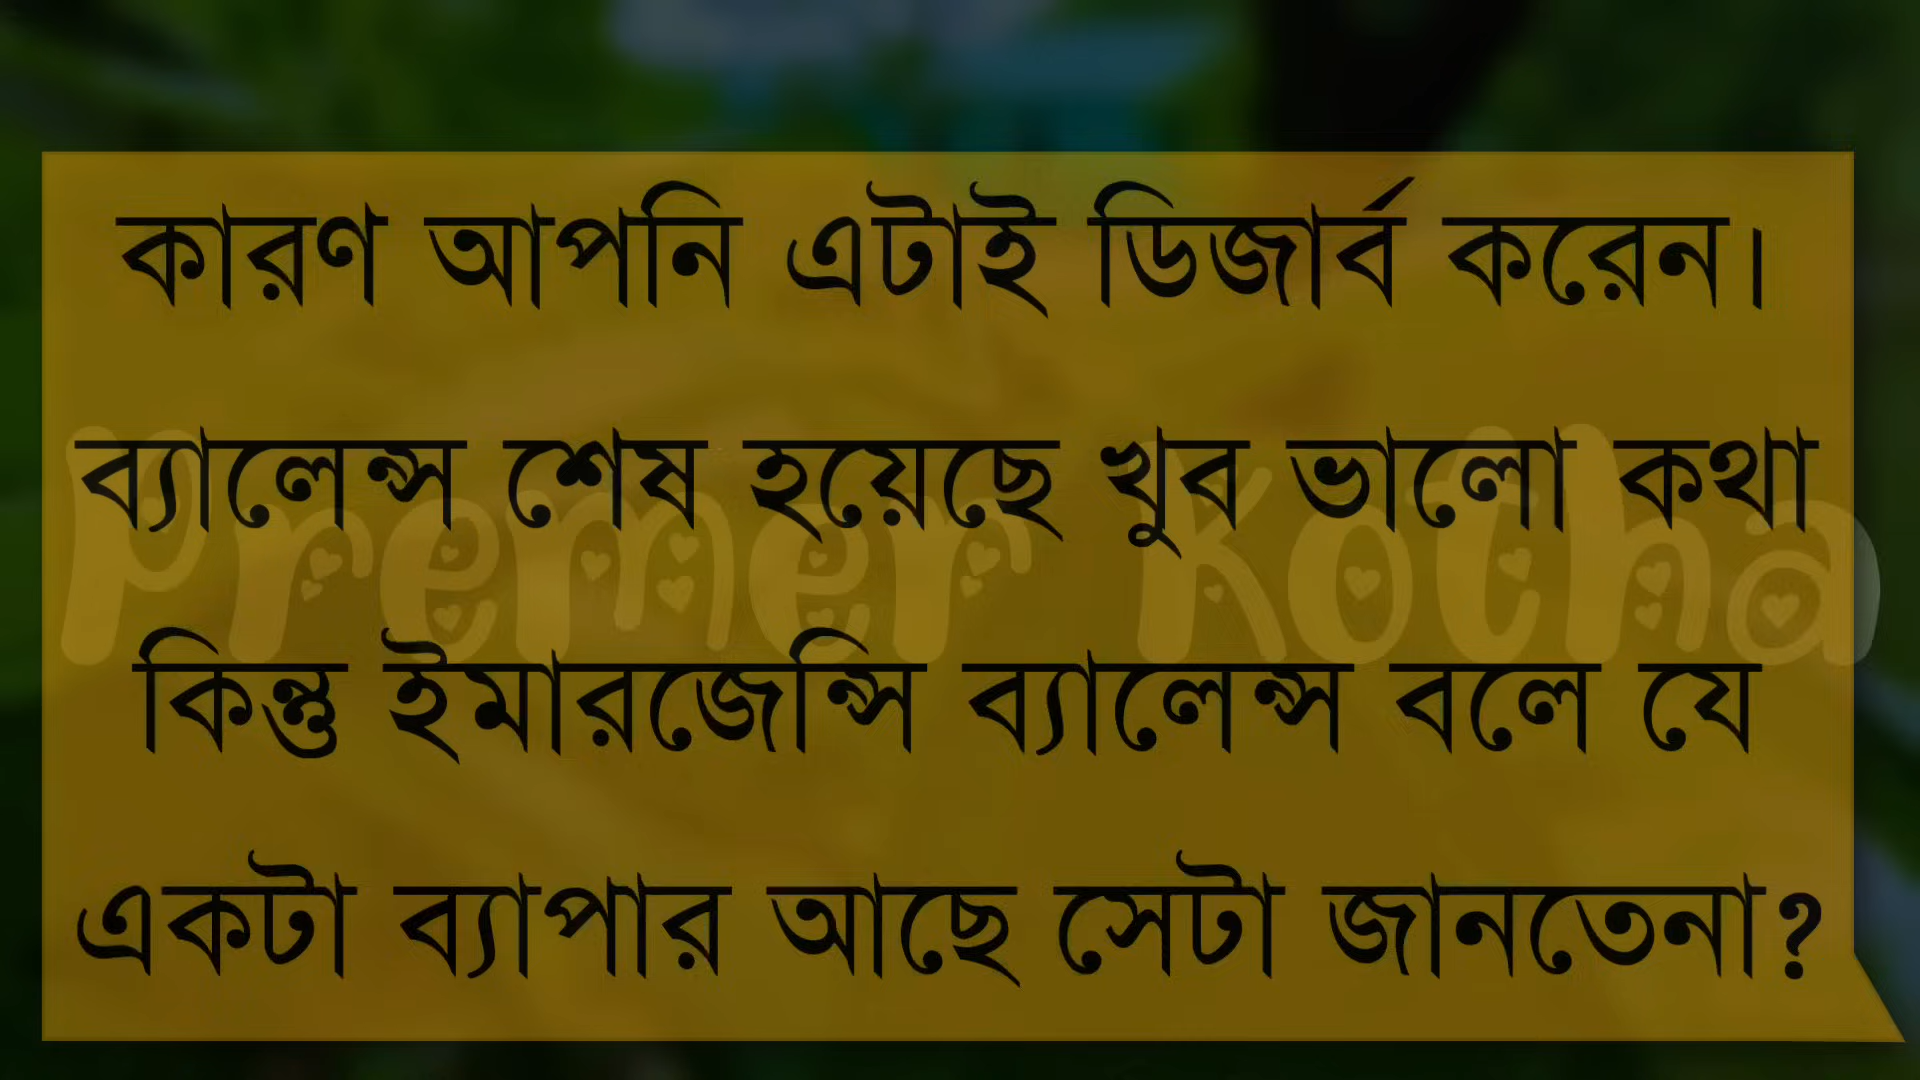 কারণ আপনি এটাই ডিজার্ব করেন।
ব্যালেন্স শেষ হয়েছে খুব ভালো কথা
Premer Kotha
কিন্তু ইমারজেন্সি ব্যালেন্স বলে যে
একটা ব্যাপার আছে সেটা জানতেনা?